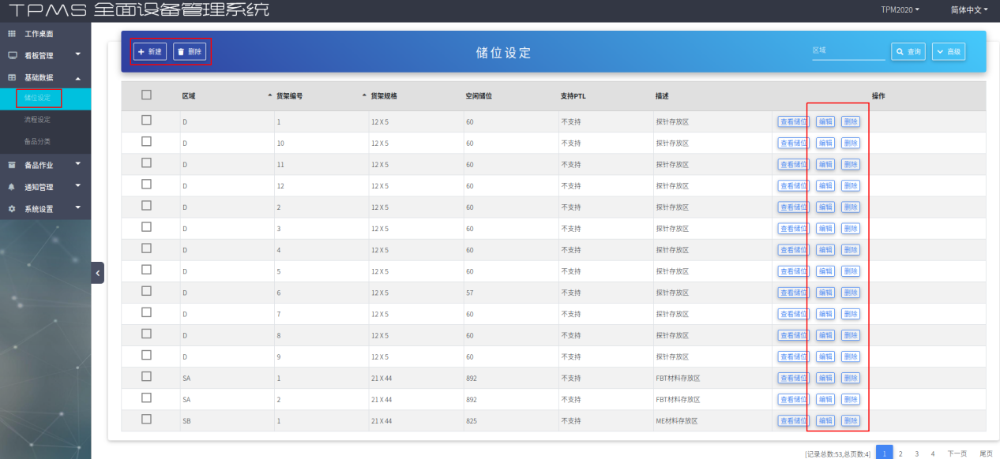 TPMS 全面设备管理系统
TPM2020 简体中文
工作桌面
看板管理
基础数据
储位设定
流程设定
备品分类
备品作业
通知管理
系统设置
新建 删除 储位设定 区域 查询 高级
区域 货架编号 货架规格 空闲储位 支持PTL 描述 操作
D 1 12 X 5 60 不支持 探针存放区 查看储位 编辑 删除
D 10 12 X 5 60 不支持 探针存放区 查看储位 编辑 删除
D 11 12 X 5 60 不支持 探针存放区 查看储位 编辑 删除
D 12 12 X 5 60 不支持 探针存放区 查看储位 编辑 删除
D 2 12 X 5 60 不支持 探针存放区 查看储位 编辑 删除
D 3 12 X 5 60 不支持 探针存放区 查看储位 编辑 删除
D 4 12 X 5 60 不支持 探针存放区 查看储位 编辑 删除
D 5 12 X 5 60 不支持 探针存放区 查看储位 编辑 删除
D 6 12 X 5 57 不支持 探针存放区 查看储位 编辑 删除
D 7 12 X 5 60 不支持 探针存放区 查看储位 编辑 删除
D 8 12 X 5 60 不支持 探针存放区 查看储位 编辑 删除
D 9 12 X 5 60 不支持 探针存放区 查看储位 编辑 删除
SA 1 21 X 44 892 不支持 FBT材料存放区 查看储位 编辑 删除
SA 2 21 X 44 892 不支持 FBT材料存放区 查看储位 编辑 删除
SB 1 21 X 44 825 不支持 ME材料存放区 查看储位 编辑 删除
[记录总数:53,总页数:4] 1 2 3 4 下一页 尾页